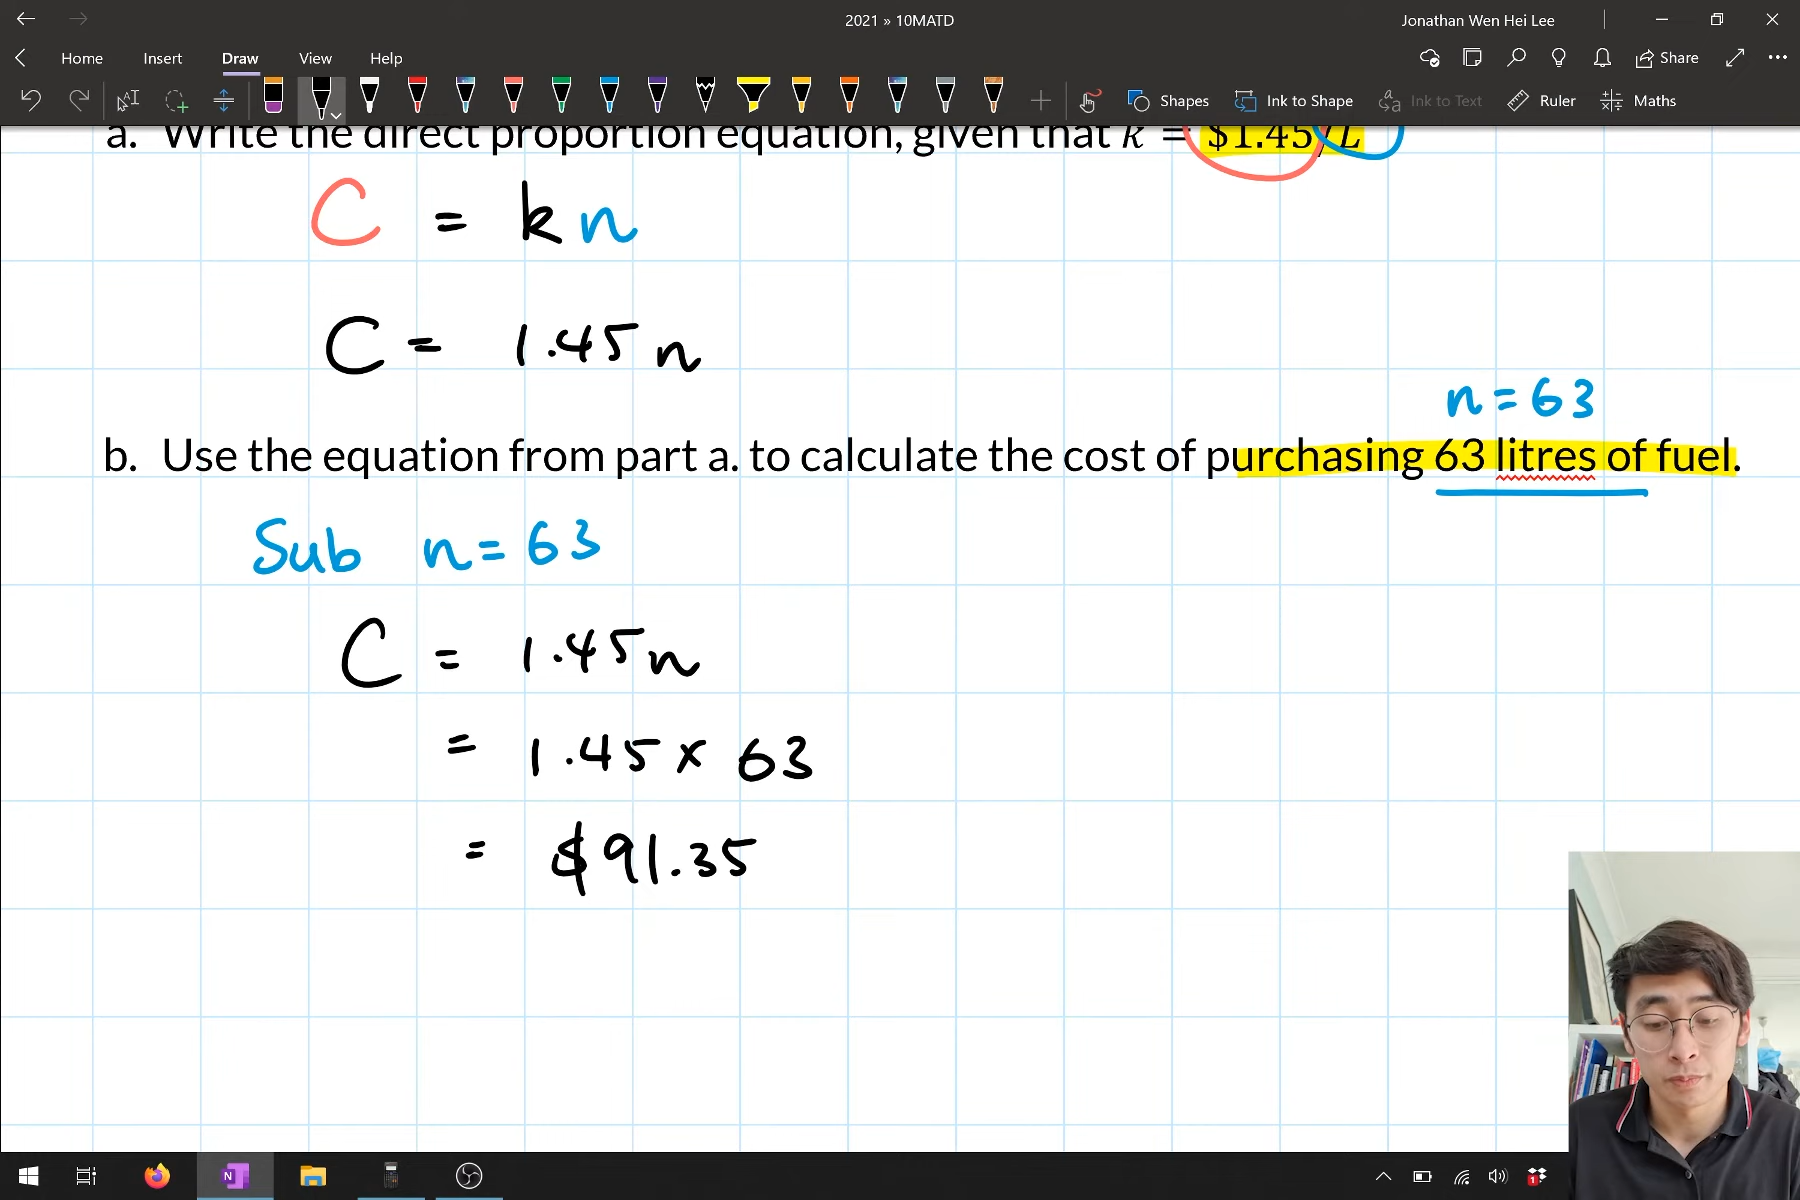 2021 » 10MATD
Jonathan Wen Hei Lee
Home Insert Draw View Help
Share
Shapes Ink to Shape Ink to Text Ruler Maths
a. Write the direct proportion equation, given that k = $1.45/L
C = kn
C = 1.45n
n = 63
b. Use the equation from part a. to calculate the cost of purchasing 63 litres of fuel.
Sub n = 63
C = 1.45n
= 1.45 × 63
= $91.35
N
1